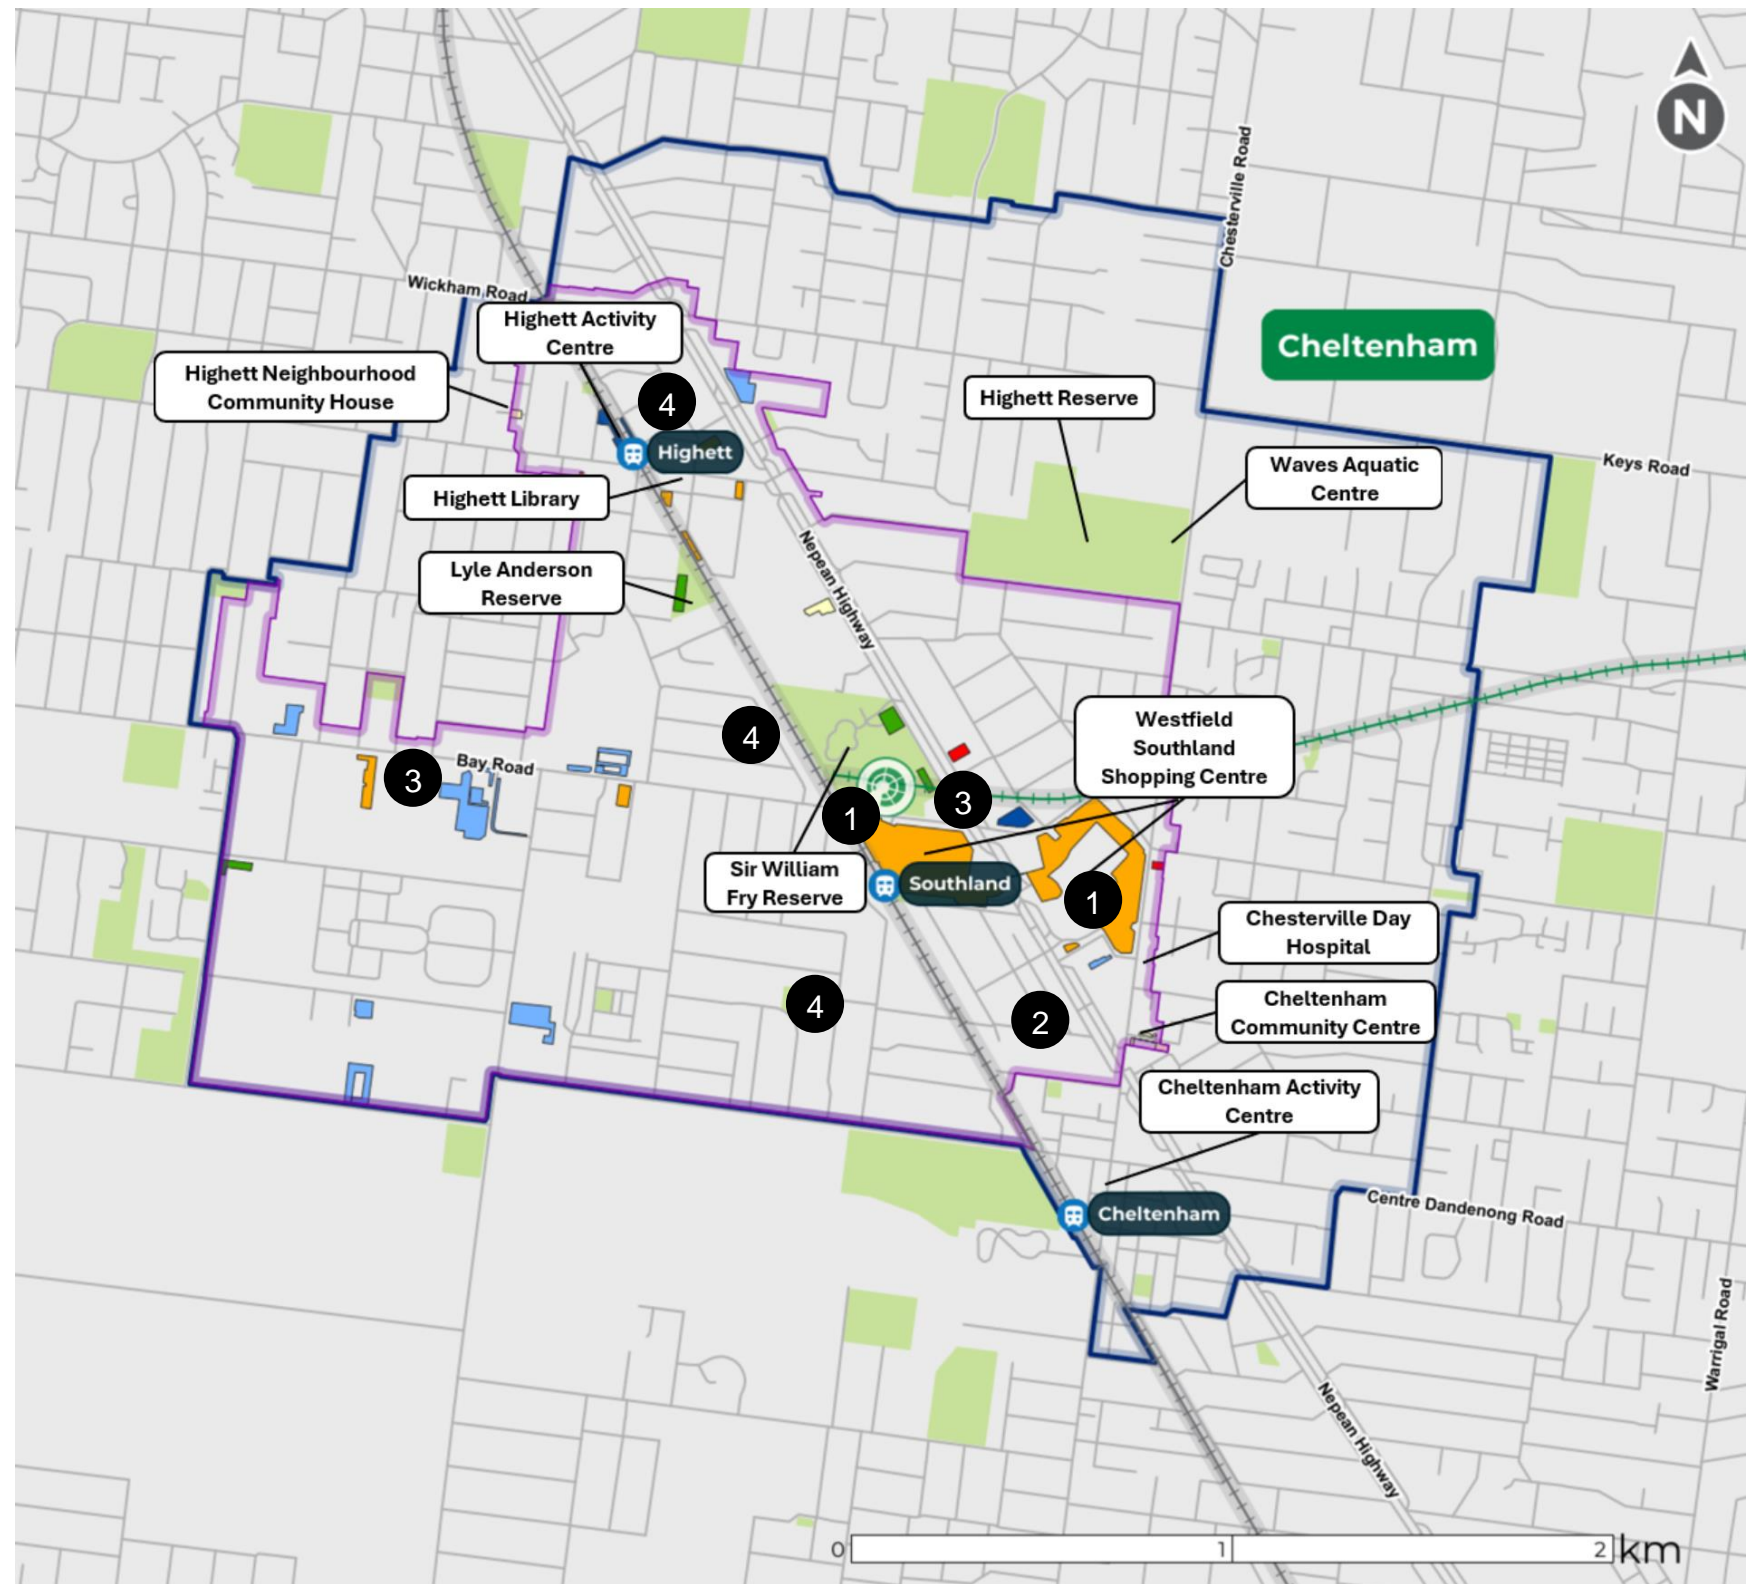 N
Chesterville Road
Wickham Road
Highett Activity
Centre
Cheltenham
Highett Neighbourhood
Community House
4
Highett Reserve
Highett
Waves Aquatic
Centre
Keys Road
Highett Library
Nepean Highway
Lyle Anderson
Reserve
Westfield
Southland
Shopping Centre
4
Bay Road
3
3
1
Sir William
Fry Reserve
Southland
1
Chesterville Day
Hospital
4
2
Cheltenham
Community Centre
Cheltenham Activity
Centre
Cheltenham
Centre Dandenong Road
Warrigal Road
Nepean Highway
0 1 2 km